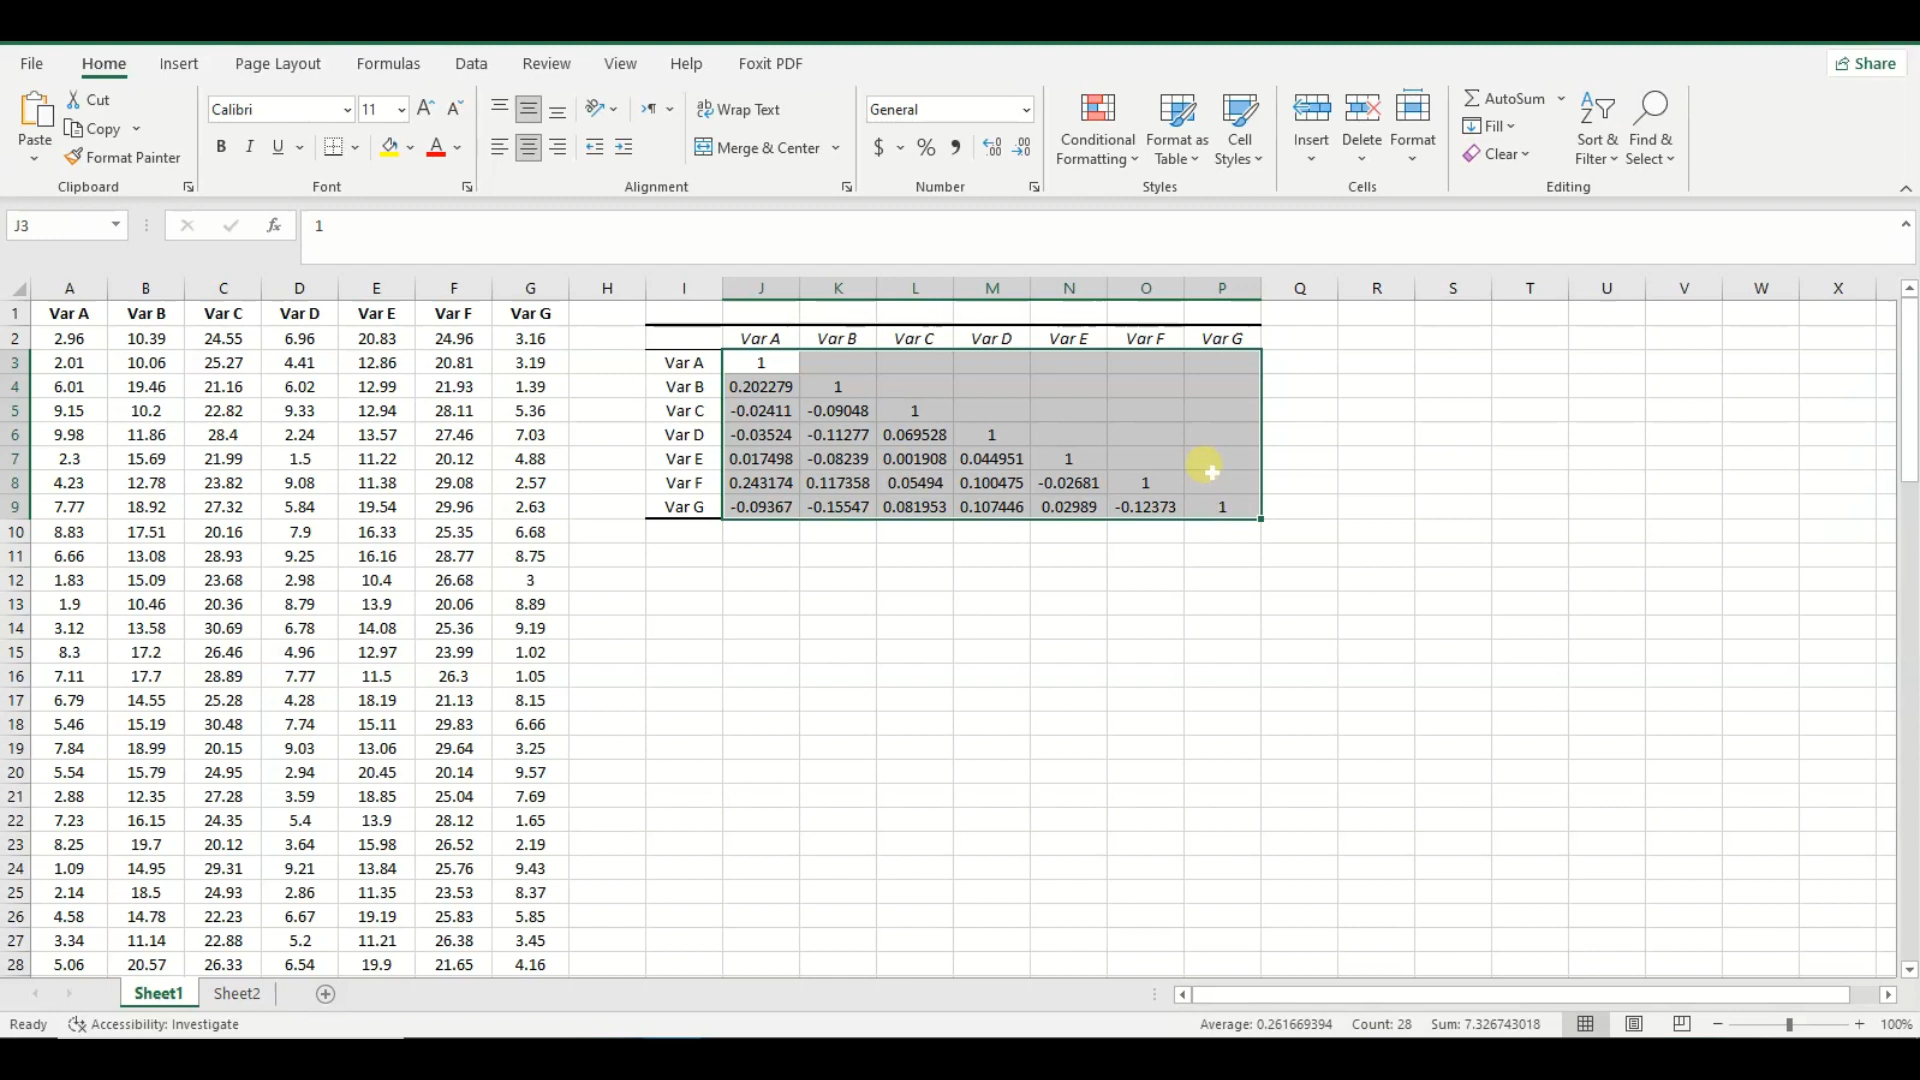 File Home Insert Page Layout Formulas Data Review View Help Foxit PDF Share
Paste Cut Copy Format Painter Clipboard
Calibri 11 B I U A Font
Wrap Text Merge & Center Alignment
General $ % Number
Conditional Formatting Format as Table Cell Styles Styles
Insert Delete Format Cells
AutoSum Fill Clear Sort & Filter Find & Select Editing
J3 fx 1
A B C D E F G H I J K L M N O P Q R S T U V W X
1 Var A Var B Var C Var D Var E Var F Var G
2 2.96 10.39 24.55 6.96 20.83 24.96 3.16 Var A Var B Var C Var D Var E Var F Var G
3 2.01 10.06 25.27 4.41 12.86 20.81 3.19 Var A 1
4 6.01 19.46 21.16 6.02 12.99 21.93 1.39 Var B 0.202279 1
5 9.15 10.2 22.82 9.33 12.94 28.11 5.36 Var C -0.02411 -0.09048 1
6 9.98 11.86 28.4 2.24 13.57 27.46 7.03 Var D -0.03524 -0.11277 0.069528 1
7 2.3 15.69 21.99 1.5 11.22 20.12 4.88 Var E 0.017498 -0.08239 0.001908 0.044951 1
8 4.23 12.78 23.82 9.08 11.38 29.08 2.57 Var F 0.243174 0.117358 0.05494 0.100475 -0.02681 1
9 7.77 18.92 27.32 5.84 19.54 29.96 2.63 Var G -0.09367 -0.15547 0.081953 0.107446 0.02989 -0.12373 1
10 8.83 17.51 20.16 7.9 16.33 25.35 6.68
11 6.66 13.08 28.93 9.25 16.16 28.77 8.75
12 1.83 15.09 23.68 2.98 10.4 26.68 3
13 1.9 10.46 20.36 8.79 13.9 20.06 8.89
14 3.12 13.58 30.69 6.78 14.08 25.36 9.19
15 8.3 17.2 26.46 4.96 12.97 23.99 1.02
16 7.11 17.7 28.89 7.77 11.5 26.3 1.05
17 6.79 14.55 25.28 4.28 18.19 21.13 8.15
18 5.46 15.19 30.48 7.74 15.11 29.83 6.66
19 7.84 18.99 20.15 9.03 13.06 29.64 3.25
20 5.54 15.79 24.95 2.94 20.45 20.14 9.57
21 2.88 12.35 27.28 3.59 18.85 25.04 7.69
22 7.23 16.15 24.35 5.4 13.9 28.12 1.65
23 8.25 19.7 20.12 3.64 15.98 26.52 2.19
24 1.09 14.95 29.31 9.21 13.84 25.76 9.43
25 2.14 18.5 24.93 2.86 11.35 23.53 8.37
26 4.58 14.78 22.23 6.67 19.19 25.83 5.85
27 3.34 11.14 22.88 5.2 11.21 26.38 3.45
28 5.06 20.57 26.33 6.54 19.9 21.65 4.16
Sheet1 Sheet2
Ready Accessibility: Investigate Average: 0.261669394 Count: 28 Sum: 7.326743018 100%